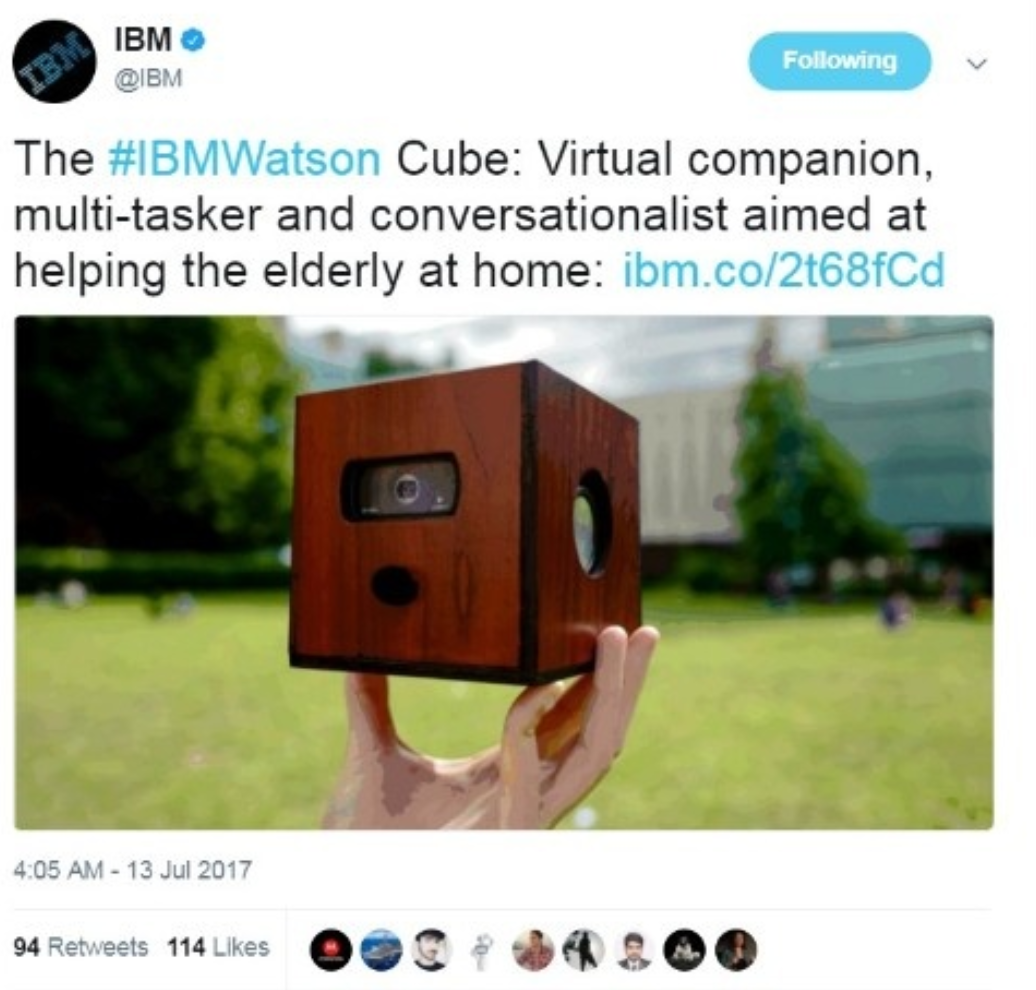 IBM
IBM
@IBM
Following
The #IBMWatson Cube: Virtual companion,
multi-tasker and conversationalist aimed at
helping the elderly at home: ibm.co/2t68fCd
4:05 AM - 13 Jul 2017
94 Retweets 114 Likes